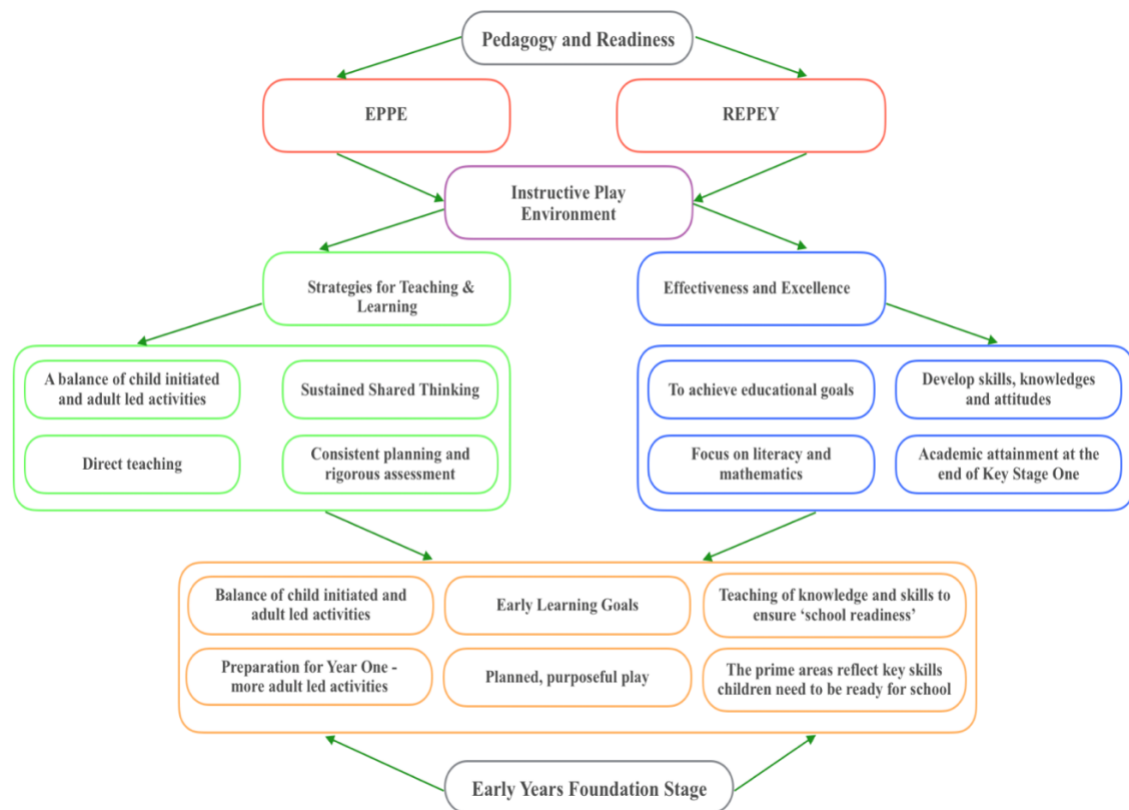 Pedagogy and Readiness
EPPE
REPEY
Instructive Play
Environment
Strategies for Teaching &
Learning
Effectiveness and Excellence
A balance of child initiated
and adult led activities
Sustained Shared Thinking
To achieve educational goals
Develop skills, knowledges
and attitudes
Direct teaching
Consistent planning and
rigorous assessment
Focus on literacy and
mathematics
Academic attainment at the
end of Key Stage One
Balance of child initiated and
adult led activities
Early Learning Goals
Teaching of knowledge and skills to
ensure ‘school readiness’
Preparation for Year One -
more adult led activities
Planned, purposeful play
The prime areas reflect key skills
children need to be ready for school
Early Years Foundation Stage